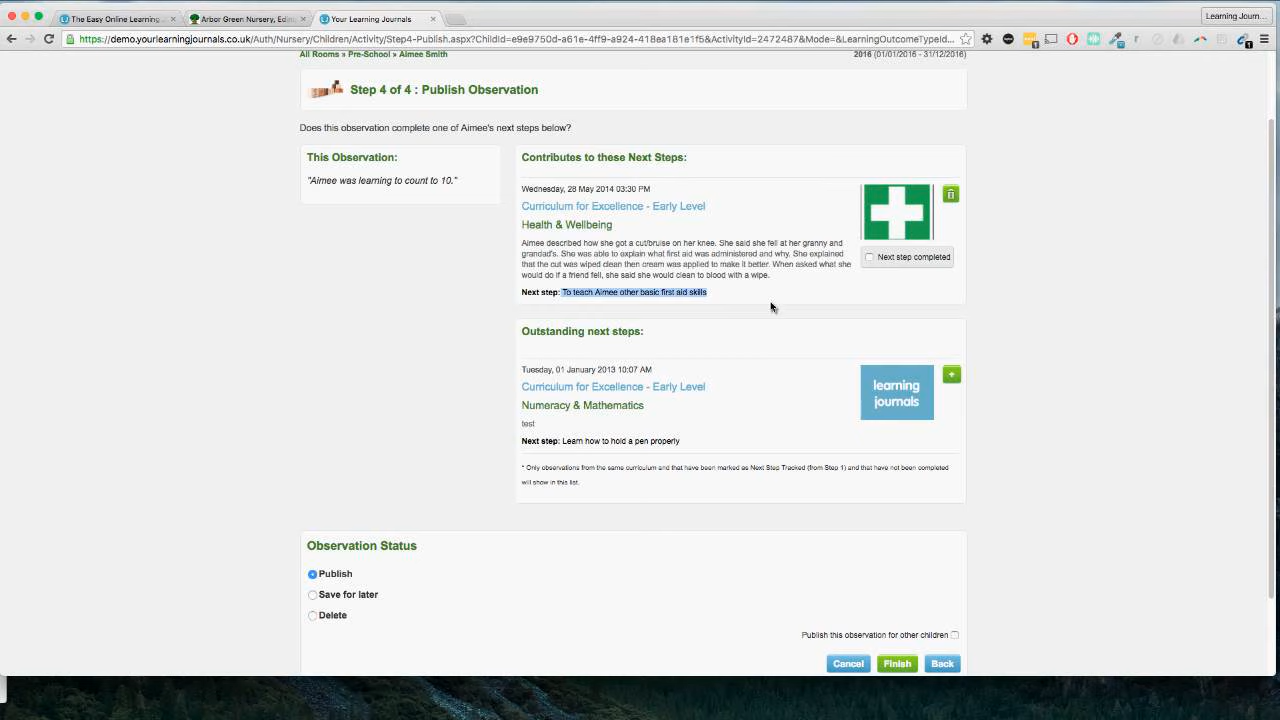 The Easy Online Learning
Arbor Green Nursery, Edin
Your Learning Journals
Learning Journ...
https://demo.yourlearningjournals.co.uk/Auth/Nursery/Children/Activity/Step4-Publish.aspx?ChildId=e9e9750d-a61e-4ff9-a924-418ea181e1f5&ActivityId=2472487&Mode=&LearningOutcomeTypeId...
All Rooms » Pre-School » Aimee Smith
2016 (01/01/2016 - 31/12/2016)
Step 4 of 4 : Publish Observation
Does this observation complete one of Aimee's next steps below?
This Observation:
"Aimee was learning to count to 10."
Contributes to these Next Steps:
Wednesday, 28 May 2014 03:30 PM
Curriculum for Excellence - Early Level
Health & Wellbeing
Aimee described how she got a cut/bruise on her knee. She said she fell at her granny and
grandad's. She was able to explain what first aid was administered and why. She explained
that the cut was wiped clean then cream was applied to make it better. When asked what she
would do if a friend fell, she said she would clean to blood with a wipe.
Next step: To teach Aimee other basic first aid skills
Next step completed
Outstanding next steps:
Tuesday, 01 January 2013 10:07 AM
Curriculum for Excellence - Early Level
Numeracy & Mathematics
test
Next step: Learn how to hold a pen properly
learning
journals
* Only observations from the same curriculum and that have been marked as Next Step Tracked (from Step 1) and that have not been completed
will show in this list.
Observation Status
Publish
Save for later
Delete
Publish this observation for other children
Cancel
Finish
Back